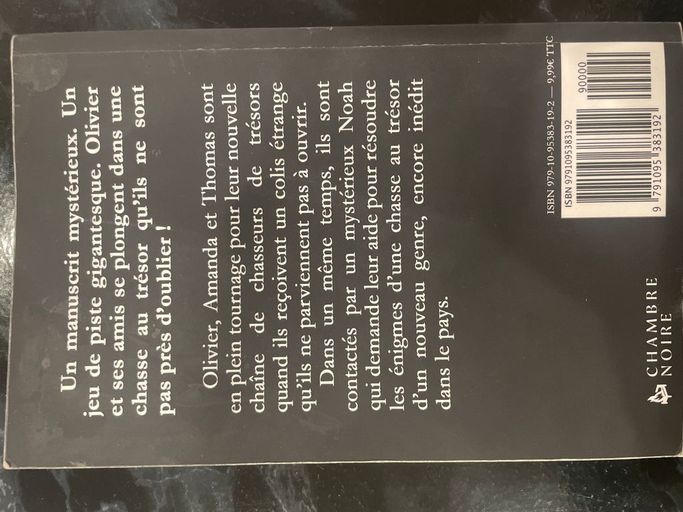 Un manuscrit mystérieux. Un
jeu de piste gigantesque. Olivier
et ses amis se plongent dans une
chasse au trésor qu'ils ne sont
pas près d'oublier !
Olivier, Amanda et Thomas sont
en plein tournage pour leur nouvelle
chaîne de chasseurs de trésors
quand ils reçoivent un colis étrange
qu'ils ne parviennent pas à ouvrir.
Dans un même temps, ils sont
contactés par un mystérieux Noah
qui demande leur aide pour résoudre
les énigmes d'une chasse au trésor
d'un nouveau genre, encore inédit
dans le pays.
CHAMBRE
NOIRE
ISBN 979-10-95383-19-2 — 9,99€ TTC
ISBN 9791095383192
90000
9 791095 383192